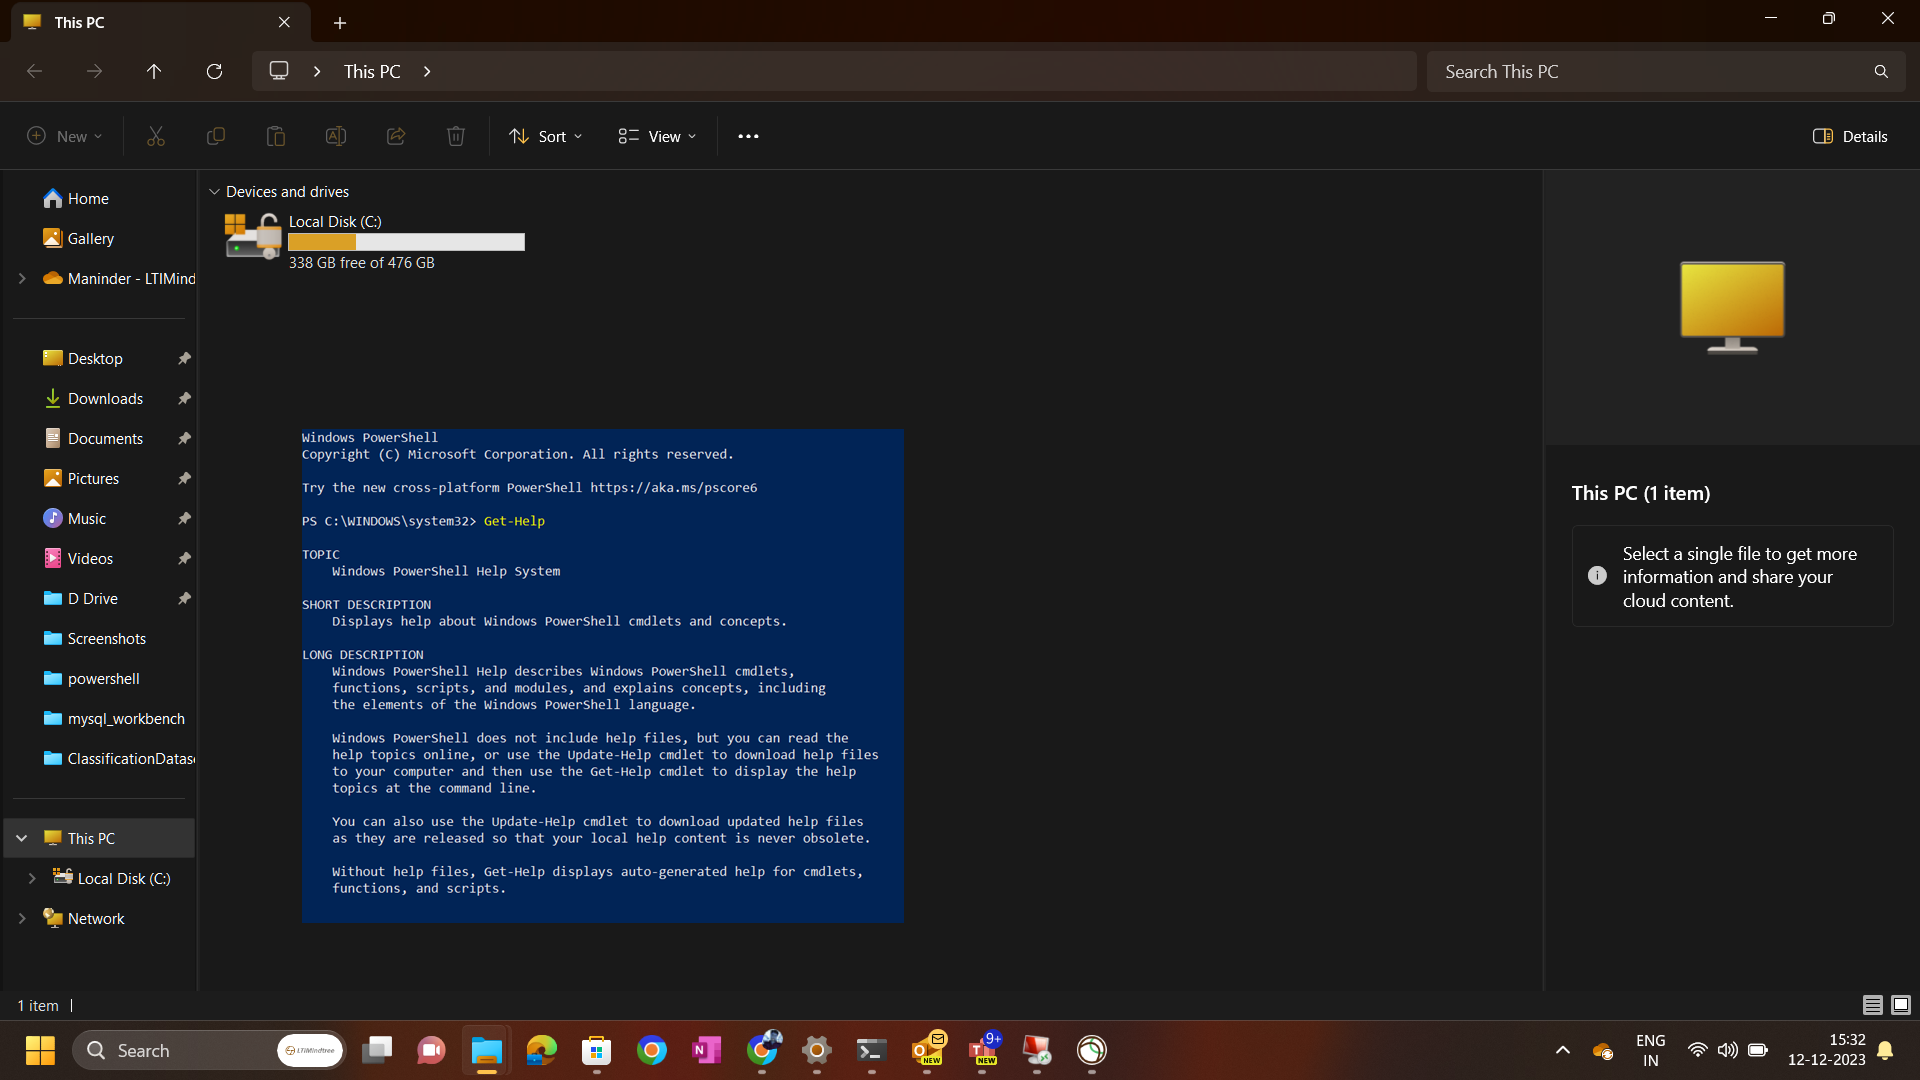 This PC
This PC
Search This PC
New
Sort
View
Details
Home
Gallery
Maninder - LTIMind
Desktop
Downloads
Documents
Pictures
Music
Videos
D Drive
Screenshots
powershell
mysql_workbench
ClassificationDatas
This PC
Local Disk (C:)
Network
Devices and drives
Local Disk (C:)
338 GB free of 476 GB
Windows PowerShell
Copyright (C) Microsoft Corporation. All rights reserved.
Try the new cross-platform PowerShell https://aka.ms/pscore6
PS C:\WINDOWS\system32> Get-Help
TOPIC
Windows PowerShell Help System
SHORT DESCRIPTION
Displays help about Windows PowerShell cmdlets and concepts.
LONG DESCRIPTION
Windows PowerShell Help describes Windows PowerShell cmdlets,
functions, scripts, and modules, and explains concepts, including
the elements of the Windows PowerShell language.
Windows PowerShell does not include help files, but you can read the
help topics online, or use the Update-Help cmdlet to download help files
to your computer and then use the Get-Help cmdlet to display the help
topics at the command line.
You can also use the Update-Help cmdlet to download updated help files
as they are released so that your local help content is never obsolete.
Without help files, Get-Help displays auto-generated help for cmdlets,
functions, and scripts.
This PC (1 item)
Select a single file to get more
information and share your
cloud content.
1 item
Search
LTIMindtree
NEW
9+
NEW
ENG
IN
15:32
12-12-2023